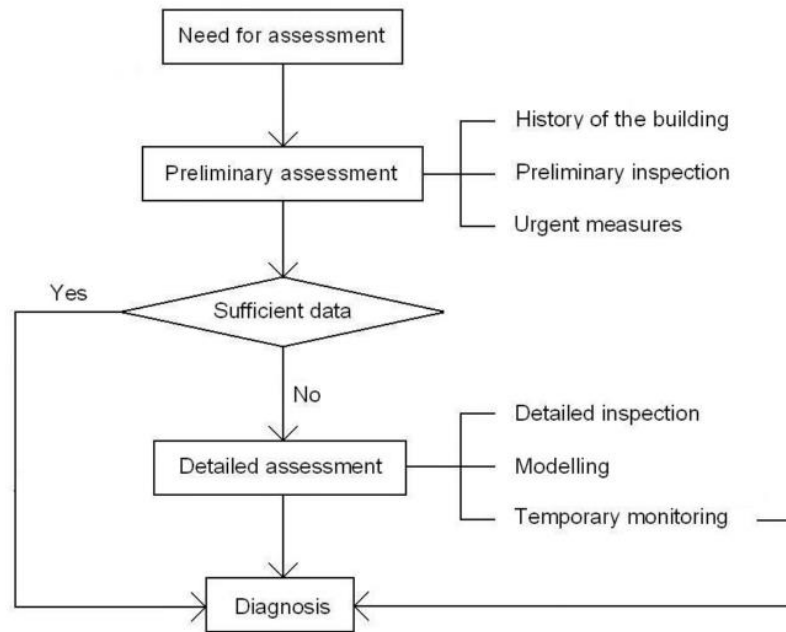 Need for assessment
History of the building
Preliminary assessment
Preliminary inspection
Urgent measures
Yes
Sufficient data
No
Detailed inspection
Detailed assessment
Modelling
Temporary monitoring
Diagnosis